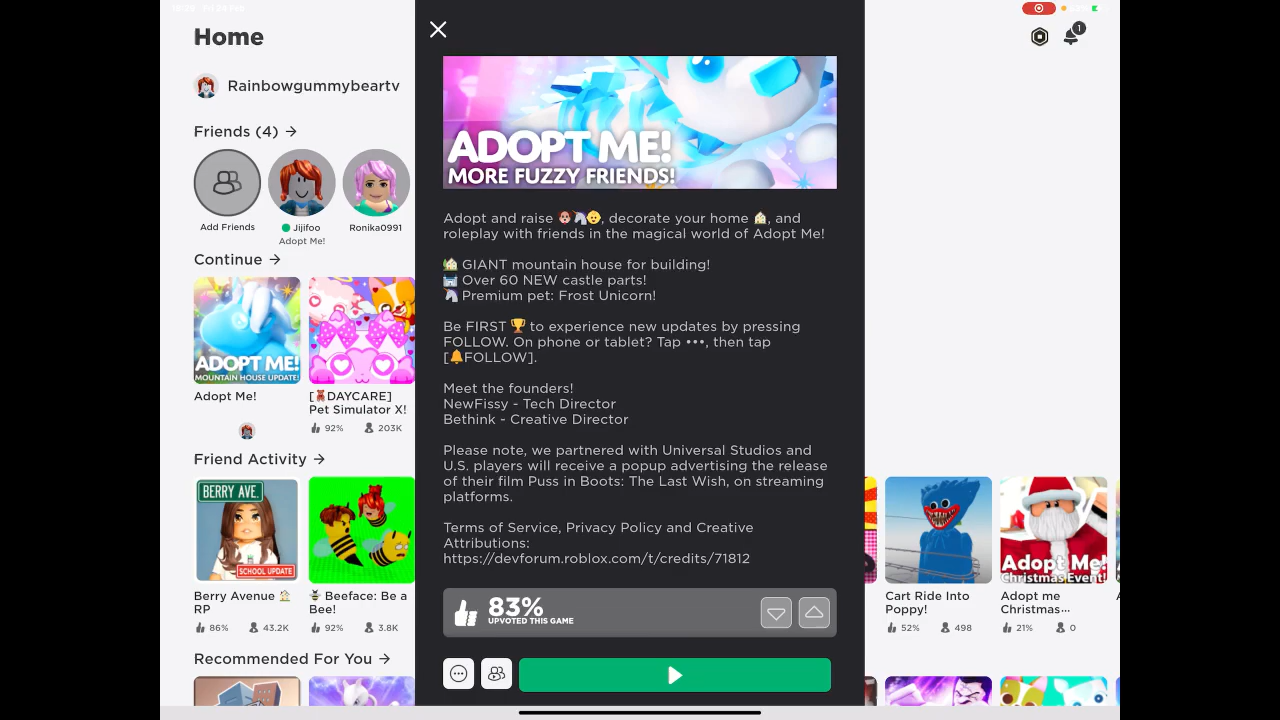 Home
Rainbowgummybeartv
Friends (4) →
Add Friends
Jijifoo
Adopt Me!
Ronika0991
Continue →
ADOPT ME!
MOUNTAIN HOUSE UPDATE!
Adopt Me!
[🧸DAYCARE]
Pet Simulator X!
92%
203K
Friend Activity →
BERRY AVE.
SCHOOL UPDATE
Berry Avenue 🏠
RP
86%
43.2K
🐝 Beeface: Be a
Bee!
92%
3.8K
Recommended For You →
ADOPT ME!
MORE FUZZY FRIENDS!
Adopt and raise 🐶🦄👶, decorate your home 🏠, and
roleplay with friends in the magical world of Adopt Me!
🏡 GIANT mountain house for building!
🏰 Over 60 NEW castle parts!
🦄 Premium pet: Frost Unicorn!
Be FIRST 🏆 to experience new updates by pressing
FOLLOW. On phone or tablet? Tap •••, then tap
[🔔FOLLOW].
Meet the founders!
NewFissy - Tech Director
Bethink - Creative Director
Please note, we partnered with Universal Studios and
U.S. players will receive a popup advertising the release
of their film Puss in Boots: The Last Wish, on streaming
platforms.
Terms of Service, Privacy Policy and Creative
Attributions:
https://devforum.roblox.com/t/credits/71812
83%
UPVOTED THIS GAME
1
Cart Ride Into
Poppy!
52%
498
Adopt Me!
Christmas Event!
Adopt me
Christmas...
21%
0